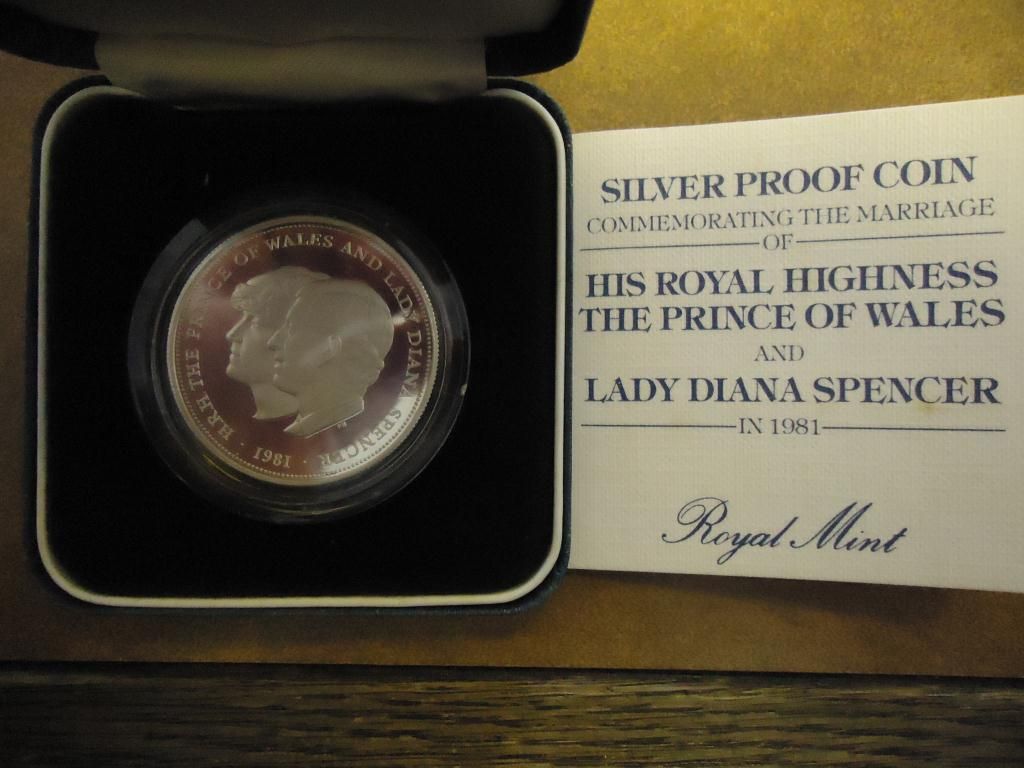 H.R.H. THE PRINCE OF WALES AND LADY DIANA SPENCER
· 1981 ·
SILVER PROOF COIN
COMMEMORATING THE MARRIAGE
OF
HIS ROYAL HIGHNESS
THE PRINCE OF WALES
AND
LADY DIANA SPENCER
IN 1981
Royal Mint